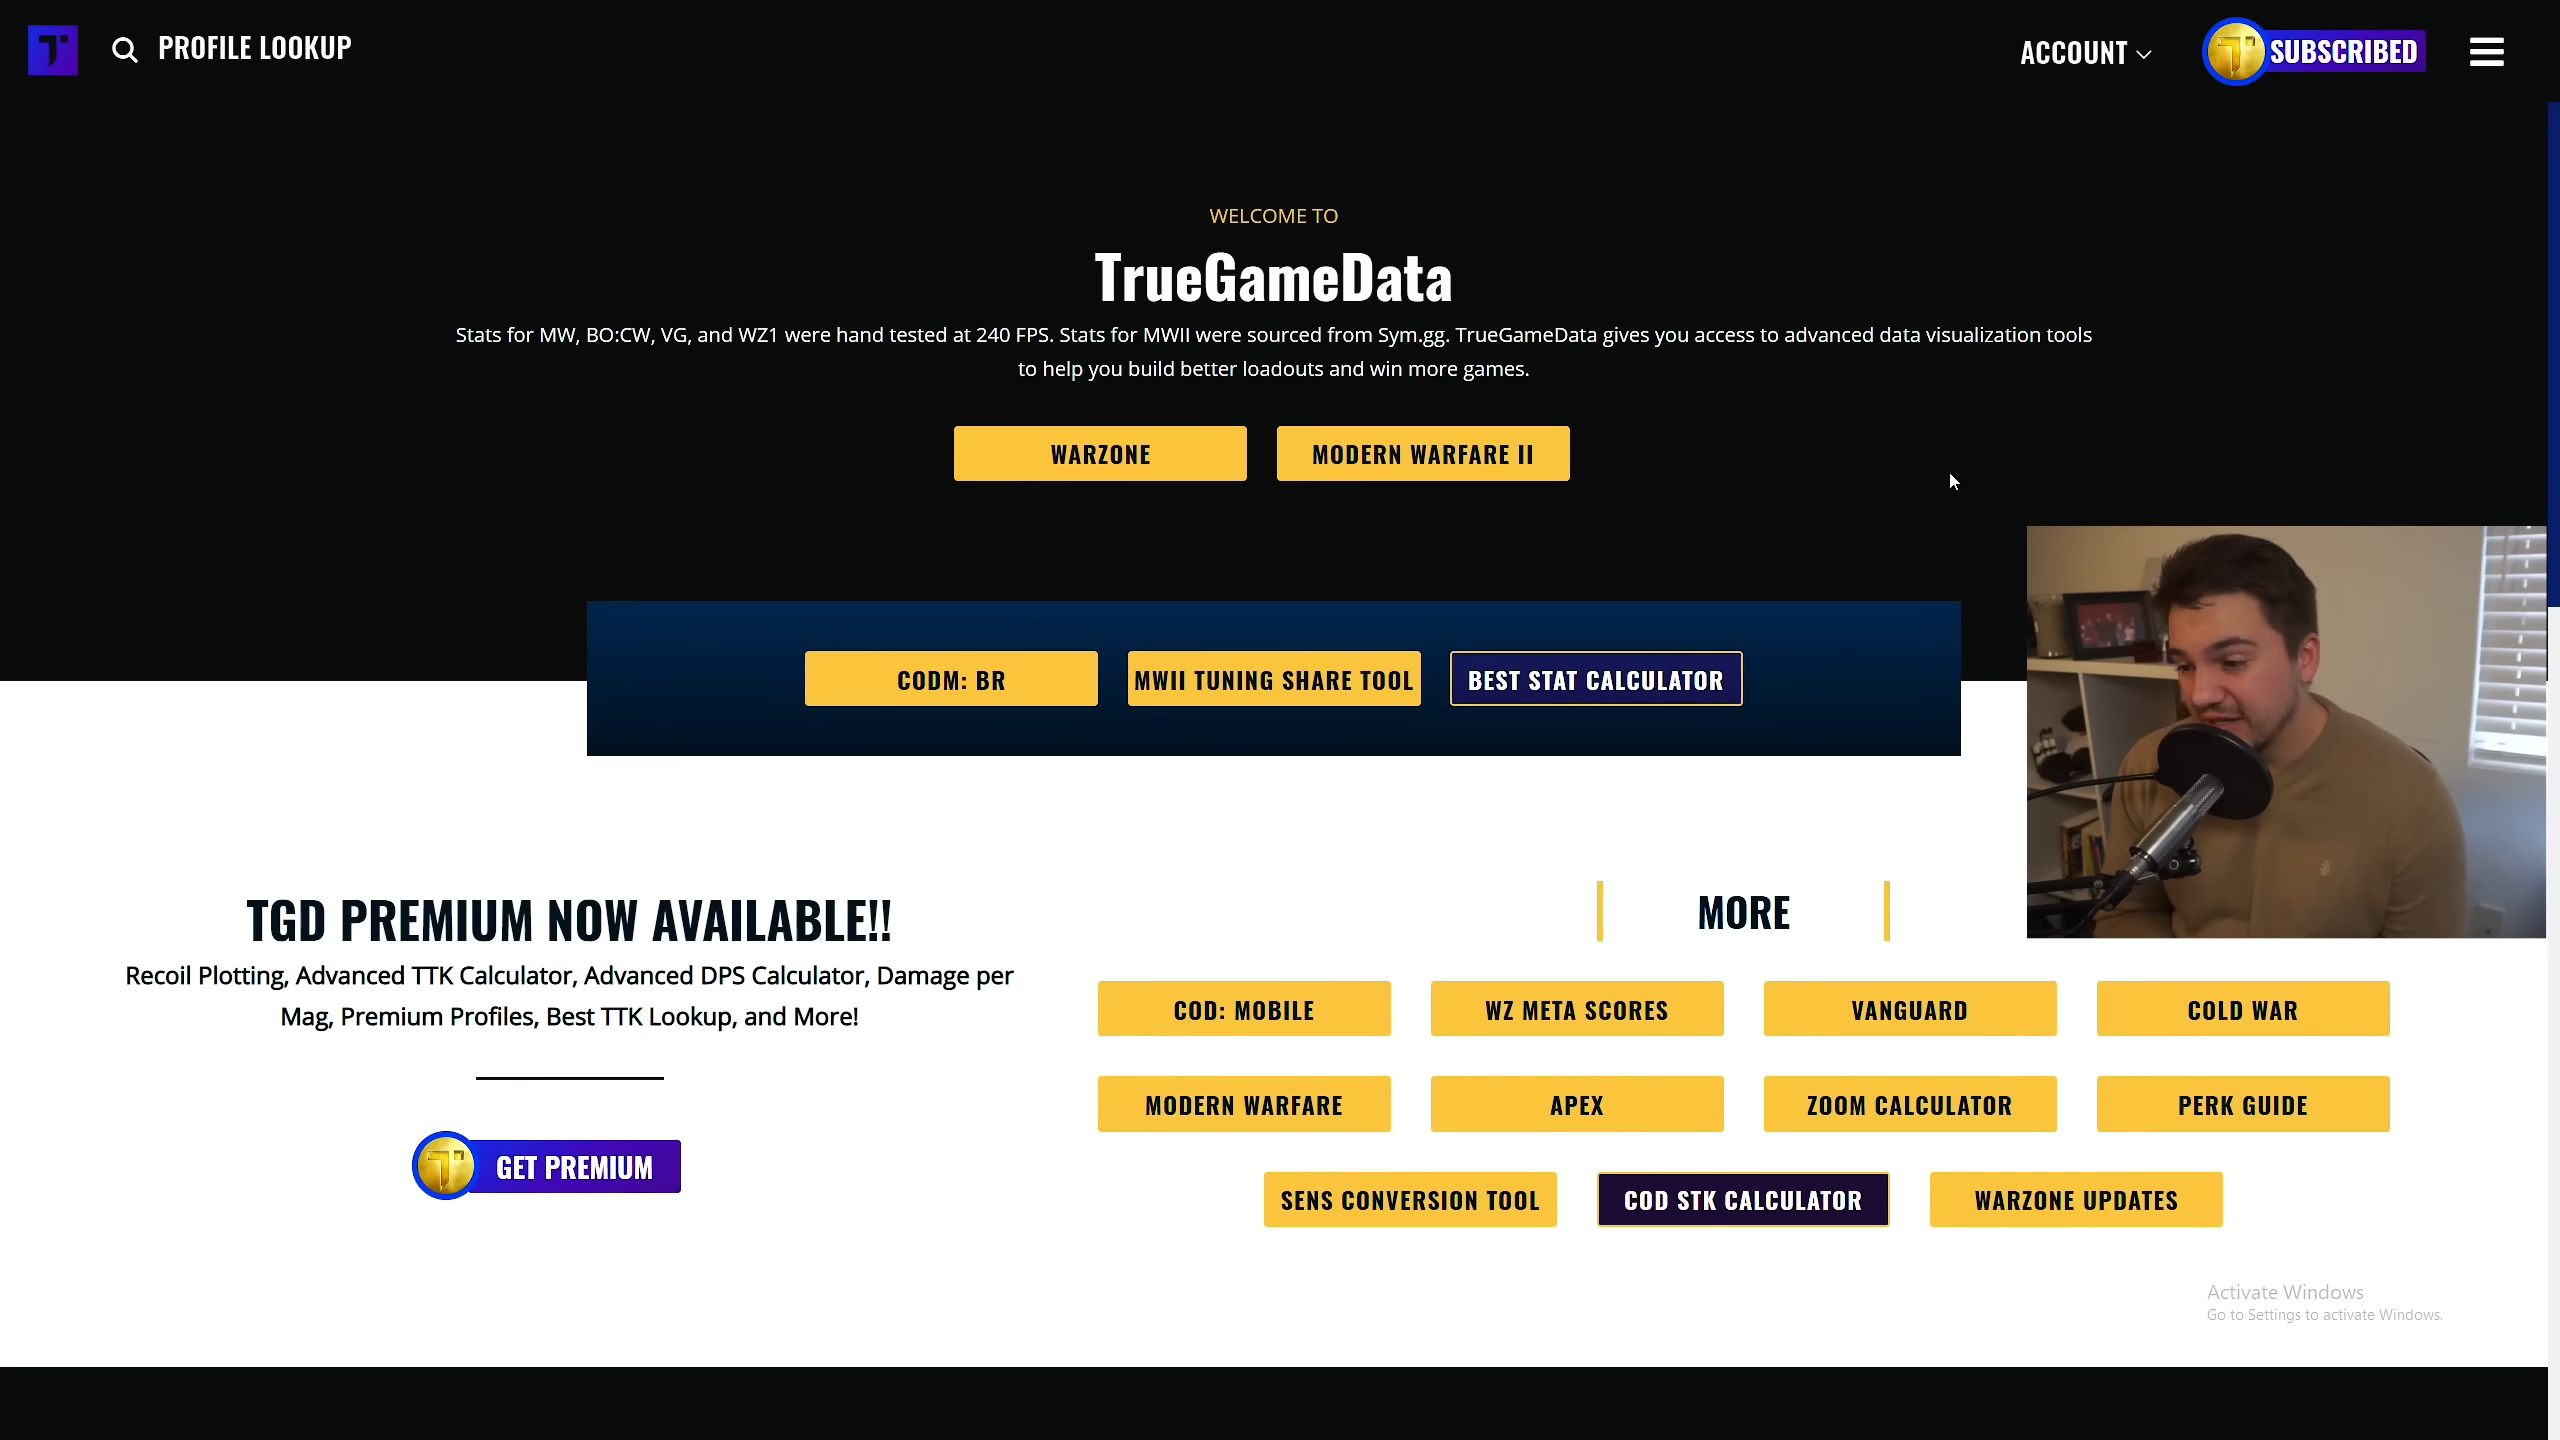 PROFILE LOOKUP
ACCOUNT
SUBSCRIBED
WELCOME TO
TrueGameData
Stats for MW, BO:CW, VG, and WZ1 were hand tested at 240 FPS. Stats for MWII were sourced from Sym.gg. TrueGameData gives you access to advanced data visualization tools
to help you build better loadouts and win more games.
WARZONE
MODERN WARFARE II
CODM: BR
MWII TUNING SHARE TOOL
BEST STAT CALCULATOR
TGD PREMIUM NOW AVAILABLE!!
Recoil Plotting, Advanced TTK Calculator, Advanced DPS Calculator, Damage per
Mag, Premium Profiles, Best TTK Lookup, and More!
GET PREMIUM
MORE
COD: MOBILE
WZ META SCORES
VANGUARD
COLD WAR
MODERN WARFARE
APEX
ZOOM CALCULATOR
PERK GUIDE
SENS CONVERSION TOOL
COD STK CALCULATOR
WARZONE UPDATES
Activate Windows
Go to Settings to activate Windows.